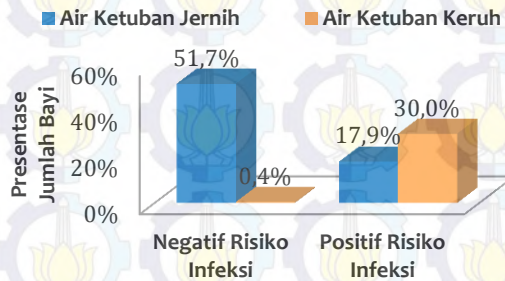 Air Ketuban Jernih Air Ketuban Keruh
51,7%
60%
30,0%
40%
17,9%
20%
0,4%
0%
Presentase
Jumlah Bayi
Negatif Risiko
Infeksi
Positif Risiko
Infeksi